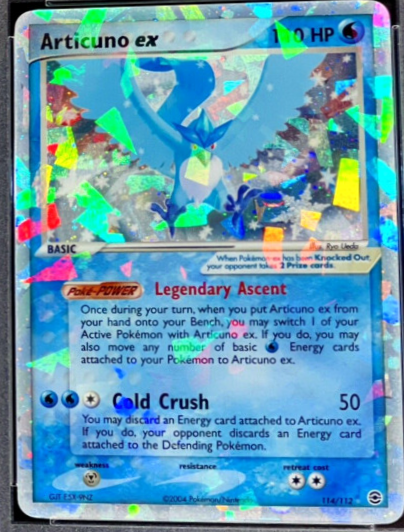 Articuno ex
110 HP
BASIC
Illus. Ryo Ueda
When Pokémon-ex has been Knocked Out,
your opponent takes 2 Prize cards.
Poké-POWER Legendary Ascent
Once during your turn, when you put Articuno ex from
your hand onto your Bench, you may switch 1 of your
Active Pokémon with Articuno ex. If you do, you may
also move any number of basic Energy cards
attached to your Pokémon to Articuno ex.
Cold Crush 50
You may discard an Energy card attached to Articuno ex.
If you do, your opponent discards an Energy card
attached to the Defending Pokémon.
weakness resistance retreat cost
©2004 Pokémon/Nintendo
114/112